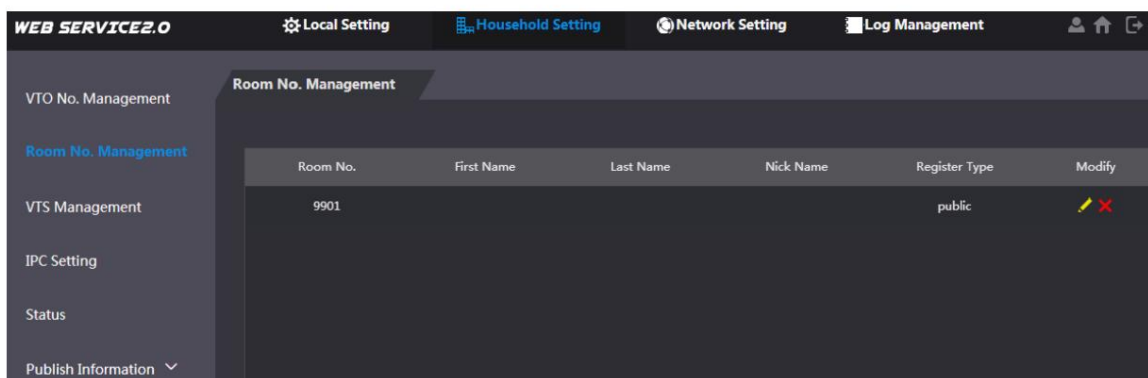 WEB SERVICE2.0 Local Setting Household Setting Network Setting Log Management
VTO No. Management
Room No. Management
VTS Management
IPC Setting
Status
Publish Information
Room No. Management
Room No. First Name Last Name Nick Name Register Type Modify
9901 public